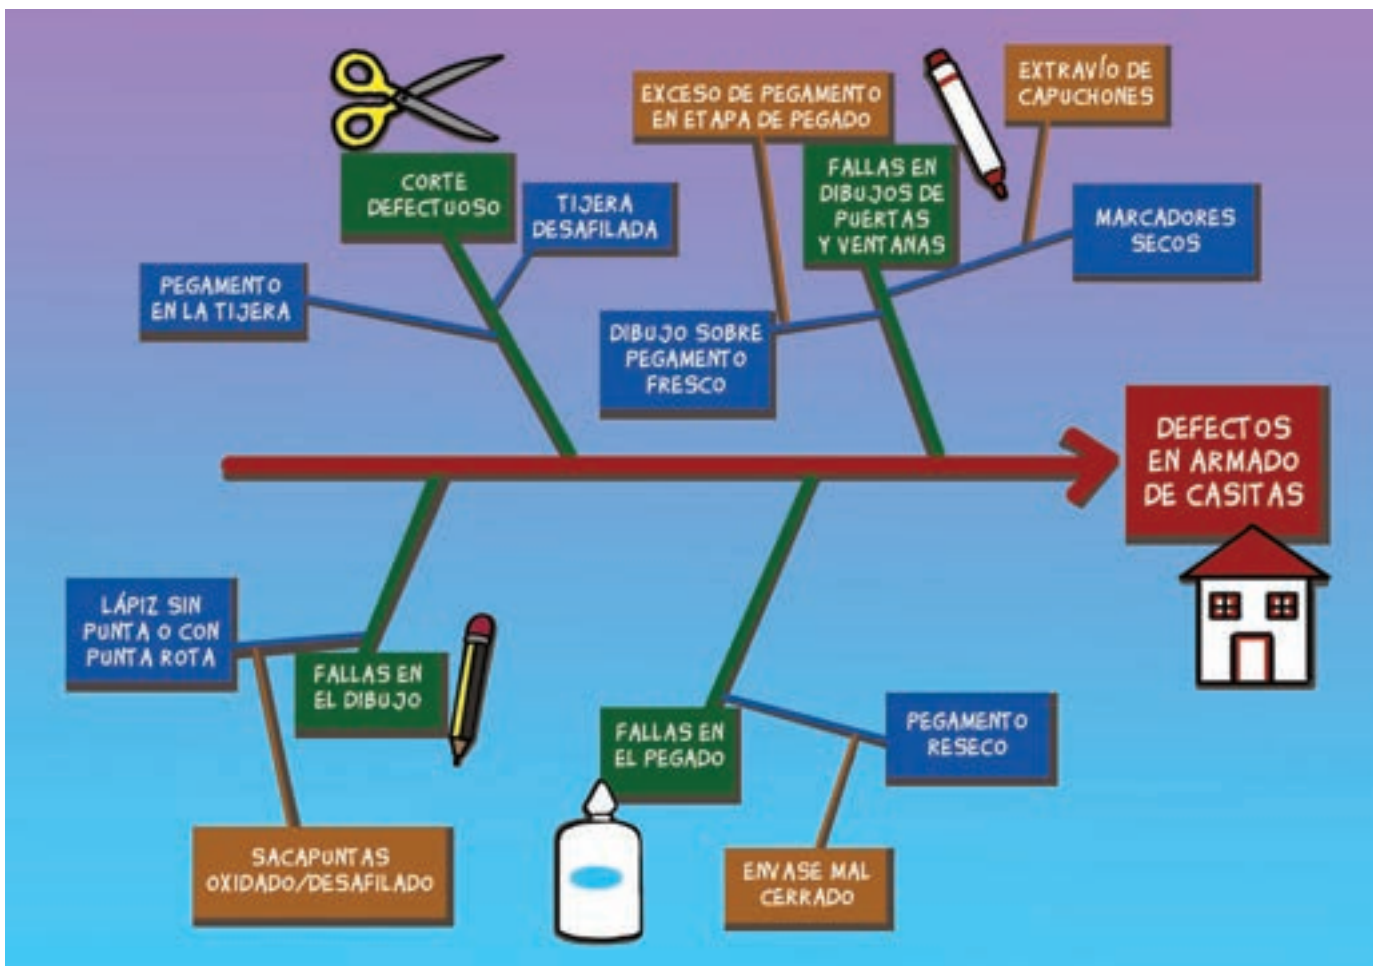 EXTRAVÍO DE
CAPUCHONES
EXCESO DE PEGAMENTO
EN ETAPA DE PEGADO
CORTE
DEFECTUOSO
FALLAS EN
DIBUJOS DE
PUERTAS
Y VENTANAS
TIJERA
DESAFILADA
MARCADORES
SECOS
PEGAMENTO
EN LA TIJERA
DIBUJO SOBRE
PEGAMENTO
FRESCO
DEFECTOS
EN ARMADO
DE CASITAS
LÁPIZ SIN
PUNTA O CON
PUNTA ROTA
FALLAS EN
EL DIBUJO
FALLAS EN
EL PEGADO
PEGAMENTO
RESECO
SACAPUNTAS
OXIDADO/DESAFILADO
ENVASE MAL
CERRADO